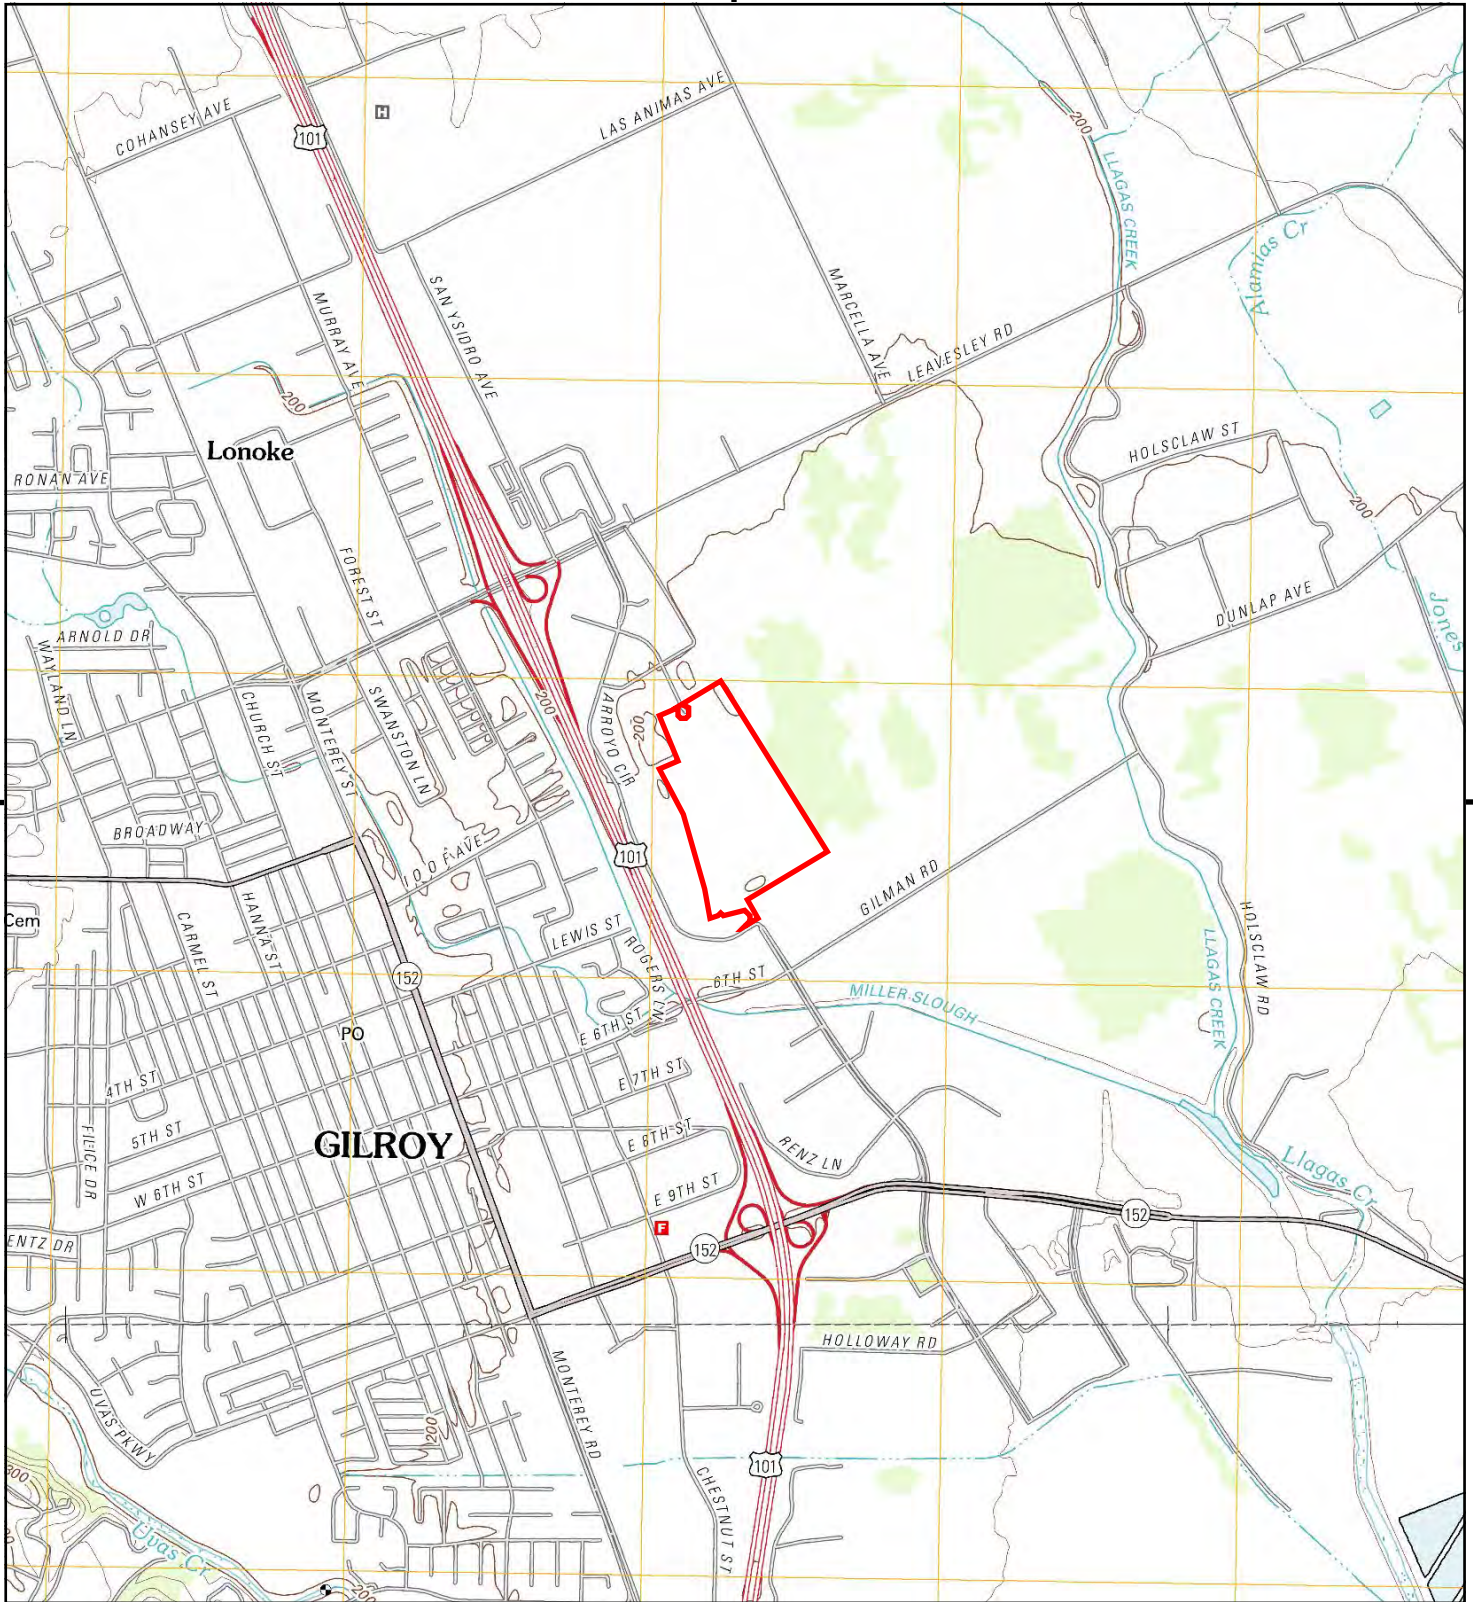 COHANSEY AVE
101
H
LAS ANIMAS AVE
200
LLAGAS CREEK
Alamias Cr
SAN YSIDRO AVE
MURRAY AVE
MARCELLA AVE
LEAVESLEY RD
200
Lonoke
HOLSCLAW ST
RONAN AVE
200
FOREST ST
DUNLAP AVE
Jones
ARNOLD DR
WAYLAND LN
CHURCH ST
MONTEREY ST
SWANSTON LN
200
ARROYO CIR
200
BROADWAY
I O O F AVE
101
GILMAN RD
Cem
CARMEL ST
HANNA ST
LEWIS ST
ROGERS LN
HOLSCLAW RD
LLAGAS CREEK
152
6TH ST
MILLER SLOUGH
PO
E 6TH ST
4TH ST
E 7TH ST
5TH ST
FILICE DR
GILROY
E 8TH ST
RENZ LN
Llagas Cr
W 6TH ST
E 9TH ST
F
152
152
ENTZ DR
HOLLOWAY RD
MONTEREY RD
UVAS PKWY
200
101
CHESTNUT ST
300
Uvas Cr
200